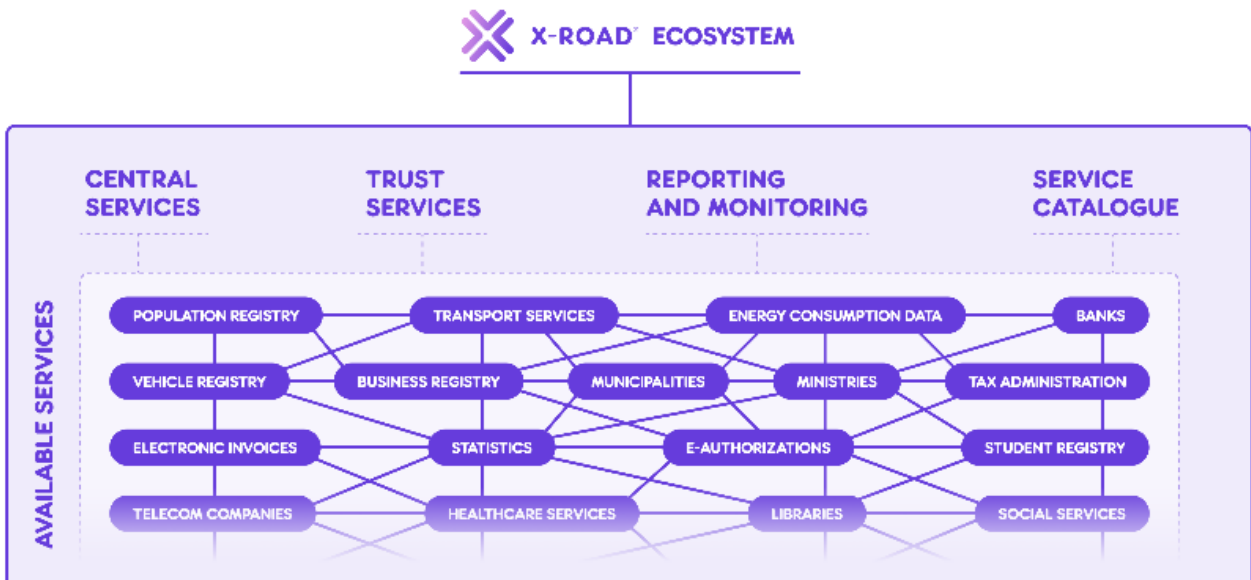 X-ROAD™ ECOSYSTEM
CENTRAL
SERVICES
TRUST
SERVICES
REPORTING
AND MONITORING
SERVICE
CATALOGUE
AVAILABLE SERVICES
POPULATION REGISTRY
TRANSPORT SERVICES
ENERGY CONSUMPTION DATA
BANKS
VEHICLE REGISTRY
BUSINESS REGISTRY
MUNICIPALITIES
MINISTRIES
TAX ADMINISTRATION
ELECTRONIC INVOICES
STATISTICS
E-AUTHORIZATIONS
STUDENT REGISTRY
TELECOM COMPANIES
HEALTHCARE SERVICES
LIBRARIES
SOCIAL SERVICES